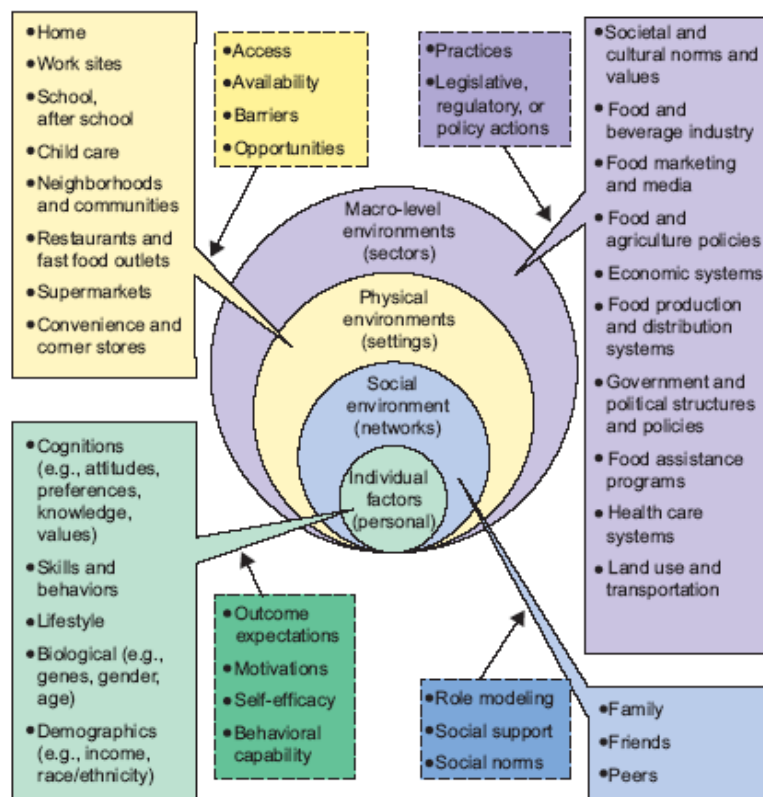 •Home
•Work sites
•School,
after school
•Child care
•Neighborhoods
and communities
•Restaurants and
fast food outlets
•Supermarkets
•Convenience and
corner stores
•Access
•Availability
•Barriers
•Opportunities
•Practices
•Legislative,
regulatory, or
policy actions
•Societal and
cultural norms and
values
• Food and
beverage industry
•Food marketing
and media
• Food and
agriculture policies
•Economic systems
•Food production
and distribution
systems
•Government and
political structures
and policies
• Food assistance
programs
• Health care
systems
• Land use and
transportation
Macro-level
environments
(sectors)
Physical
environments
(settings)
Social
environment
(networks)
Individual
factors
(personal)
•Cognitions
(e.g., attitudes,
preferences,
knowledge,
values)
•Skills and
behaviors
•Lifestyle
•Biological (e.g.,
genes, gender,
age)
•Demographics
(e.g., income,
race/ethnicity)
•Outcome
expectations
•Motivations
•Self-efficacy
•Behavioral
capability
•Role modeling
•Social support
•Social norms
•Family
•Friends
•Peers